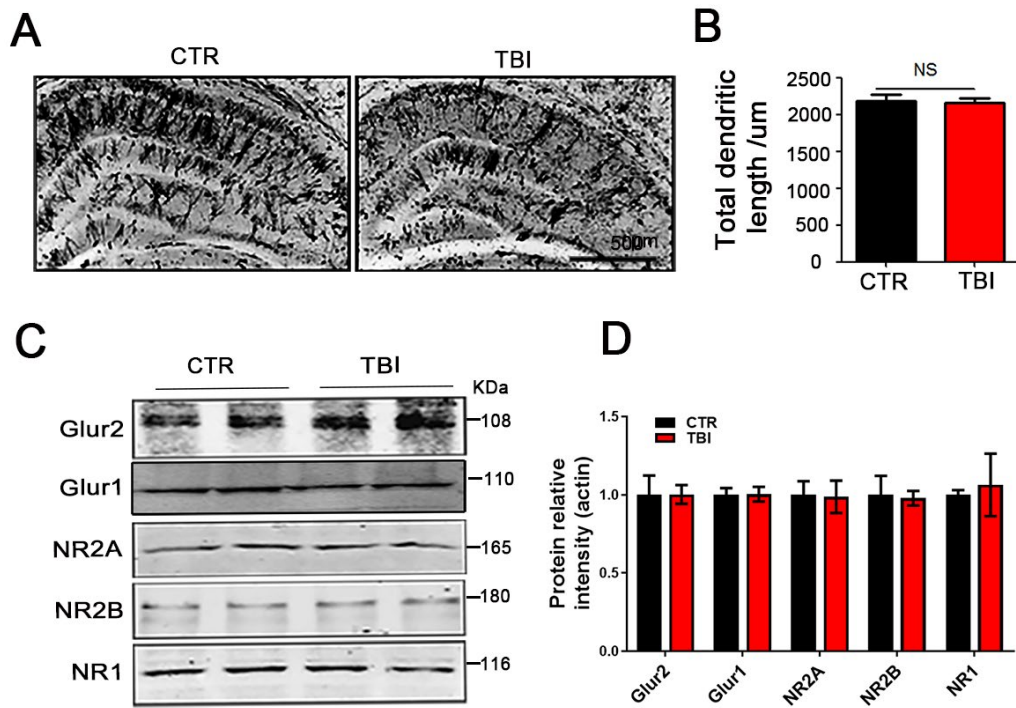 A
CTR
TBI
500μm
B
Total dendritic
length /um
2500
2000
1500
1000
500
0
NS
CTR
TBI
C
CTR
TBI
KDa
Glur2
108
Glur1
110
NR2A
165
NR2B
180
NR1
116
D
Protein relative
intensity (actin)
1.5
1.0
0.5
0.0
CTR
TBI
Glur2
Glur1
NR2A
NR2B
NR1